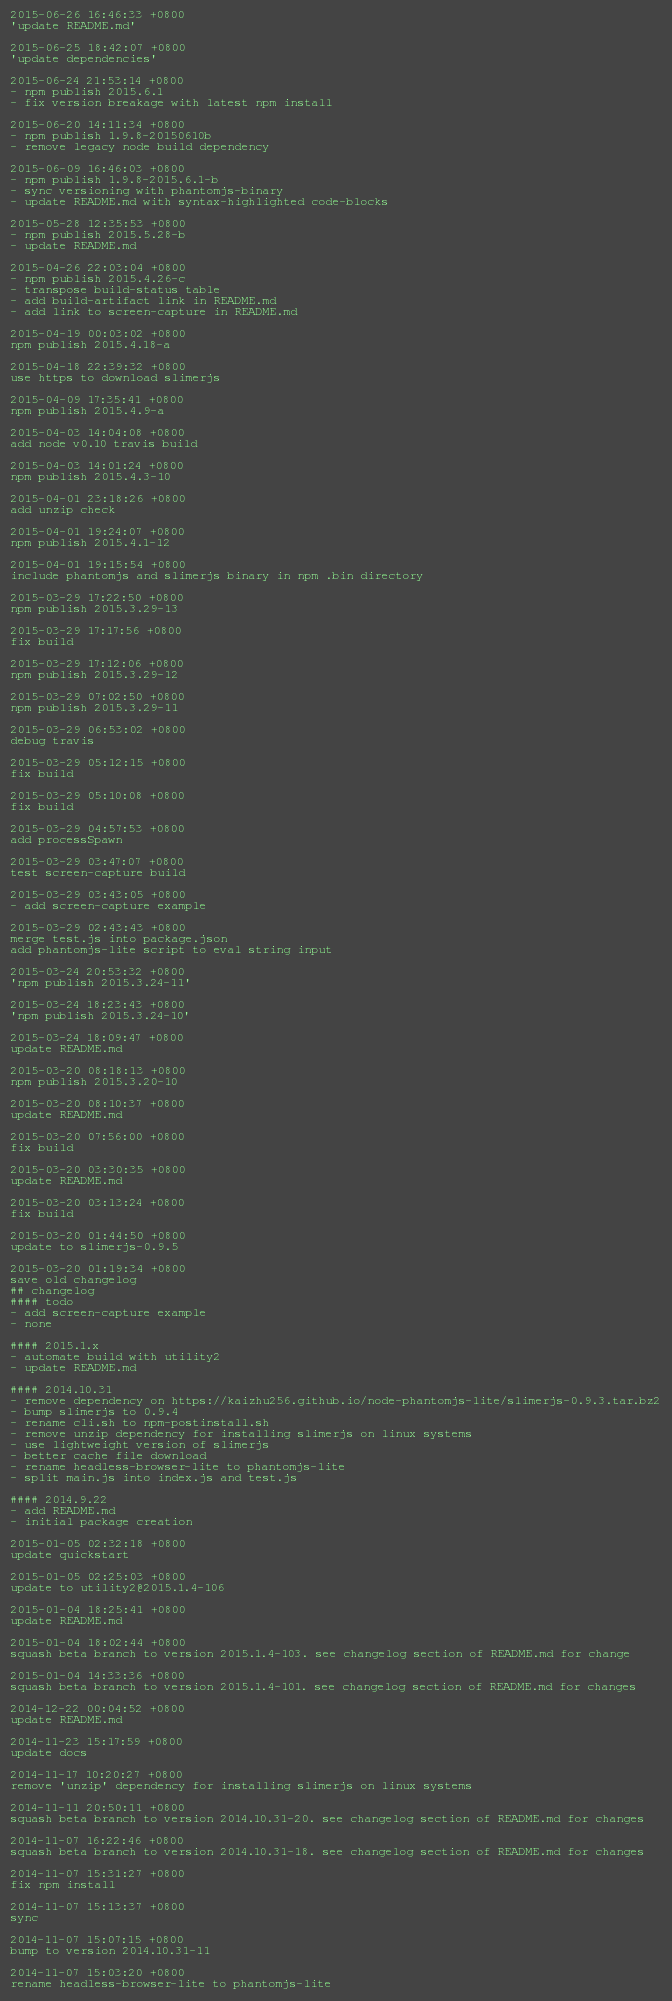 2015-06-26 16:46:33 +0800
'update README.md'
2015-06-25 18:42:07 +0800
'update dependencies'
2015-06-24 21:53:14 +0800
- npm publish 2015.6.1
- fix version breakage with latest npm install
2015-06-20 14:11:34 +0800
- npm publish 1.9.8-20150610b
- remove legacy node build dependency
2015-06-09 16:46:03 +0800
- npm publish 1.9.8-2015.6.1-b
- sync versioning with phantomjs-binary
- update README.md with syntax-highlighted code-blocks
2015-05-28 12:35:53 +0800
- npm publish 2015.5.28-b
- update README.md
2015-04-26 22:03:04 +0800
- npm publish 2015.4.26-c
- transpose build-status table
- add build-artifact link in README.md
- add link to screen-capture in README.md
2015-04-19 00:03:02 +0800
npm publish 2015.4.18-a
2015-04-18 22:39:32 +0800
use https to download slimerjs
2015-04-09 17:35:41 +0800
npm publish 2015.4.9-a
2015-04-03 14:04:08 +0800
add node v0.10 travis build
2015-04-03 14:01:24 +0800
npm publish 2015.4.3-10
2015-04-01 23:18:26 +0800
add unzip check
2015-04-01 19:24:07 +0800
npm publish 2015.4.1-12
2015-04-01 19:15:54 +0800
include phantomjs and slimerjs binary in npm .bin directory
2015-03-29 17:22:50 +0800
npm publish 2015.3.29-13
2015-03-29 17:17:56 +0800
fix build
2015-03-29 17:12:06 +0800
npm publish 2015.3.29-12
2015-03-29 07:02:50 +0800
npm publish 2015.3.29-11
2015-03-29 06:53:02 +0800
debug travis
2015-03-29 05:12:15 +0800
fix build
2015-03-29 05:10:08 +0800
fix build
2015-03-29 04:57:53 +0800
add processSpawn
2015-03-29 03:47:07 +0800
test screen-capture build
2015-03-29 03:43:05 +0800
- add screen-capture example
2015-03-29 02:43:43 +0800
merge test.js into package.json
add phantomjs-lite script to eval string input
2015-03-24 20:53:32 +0800
'npm publish 2015.3.24-11'
2015-03-24 18:23:43 +0800
'npm publish 2015.3.24-10'
2015-03-24 18:09:47 +0800
update README.md
2015-03-20 08:18:13 +0800
npm publish 2015.3.20-10
2015-03-20 08:10:37 +0800
update README.md
2015-03-20 07:56:00 +0800
fix build
2015-03-20 03:30:35 +0800
update README.md
2015-03-20 03:13:24 +0800
fix build
2015-03-20 01:44:50 +0800
update to slimerjs-0.9.5
2015-03-20 01:19:34 +0800
save old changelog
## changelog
#### todo
- add screen-capture example
- none
#### 2015.1.x
- automate build with utility2
- update README.md
#### 2014.10.31
- remove dependency on https://kaizhu256.github.io/node-phantomjs-lite/slimerjs-0.9.3.tar.bz2
- bump slimerjs to 0.9.4
- rename cli.sh to npm-postinstall.sh
- remove unzip dependency for installing slimerjs on linux systems
- use lightweight version of slimerjs
- better cache file download
- rename headless-browser-lite to phantomjs-lite
- split main.js into index.js and test.js
#### 2014.9.22
- add README.md
- initial package creation
2015-01-05 02:32:18 +0800
update quickstart
2015-01-05 02:25:03 +0800
update to utility2@2015.1.4-106
2015-01-04 18:25:41 +0800
update README.md
2015-01-04 18:02:44 +0800
squash beta branch to version 2015.1.4-103. see changelog section of README.md for change
2015-01-04 14:33:36 +0800
squash beta branch to version 2015.1.4-101. see changelog section of README.md for changes
2014-12-22 00:04:52 +0800
update README.md
2014-11-23 15:17:59 +0800
update docs
2014-11-17 10:20:27 +0800
remove 'unzip' dependency for installing slimerjs on linux systems
2014-11-11 20:50:11 +0800
squash beta branch to version 2014.10.31-20. see changelog section of README.md for changes
2014-11-07 16:22:46 +0800
squash beta branch to version 2014.10.31-18. see changelog section of README.md for changes
2014-11-07 15:31:27 +0800
fix npm install
2014-11-07 15:13:37 +0800
sync
2014-11-07 15:07:15 +0800
bump to version 2014.10.31-11
2014-11-07 15:03:20 +0800
rename headless-browser-lite to phantomjs-lite